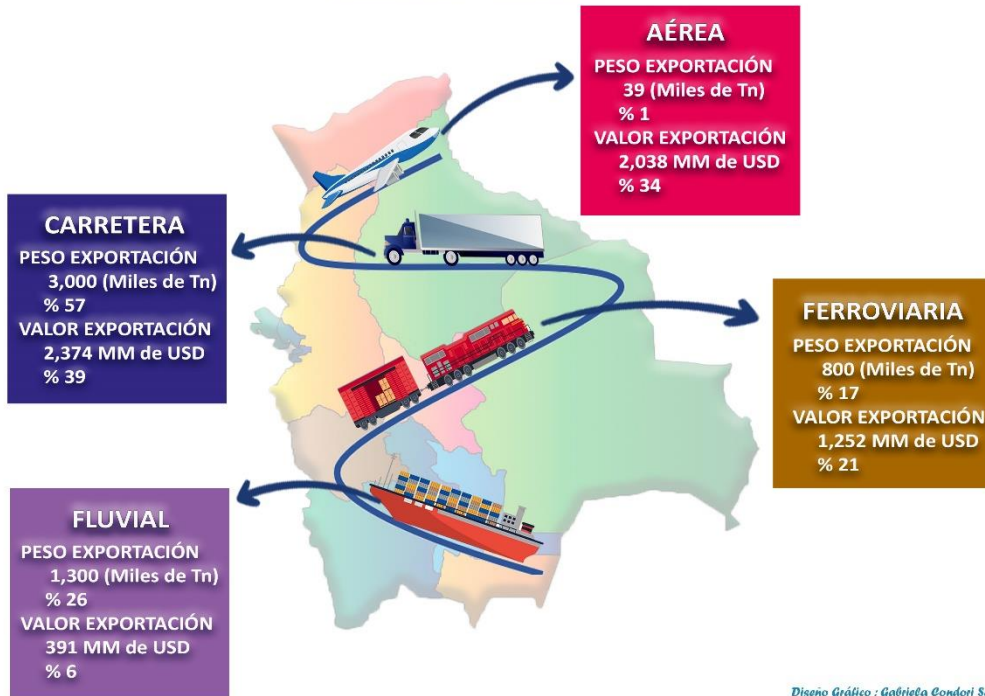 AÉREA
PESO EXPORTACIÓN
39 (Miles de Tn)
% 1
VALOR EXPORTACIÓN
2,038 MM de USD
% 34
CARRETERA
PESO EXPORTACIÓN
3,000 (Miles de Tn)
% 57
VALOR EXPORTACIÓN
2,374 MM de USD
% 39
FERROVIARIA
PESO EXPORTACIÓN
800 (Miles de Tn)
% 17
VALOR EXPORTACIÓN
1,252 MM de USD
% 21
FLUVIAL
PESO EXPORTACIÓN
1,300 (Miles de Tn)
% 26
VALOR EXPORTACIÓN
391 MM de USD
% 6
Diseño Gráfico : Gabriela Condori S.